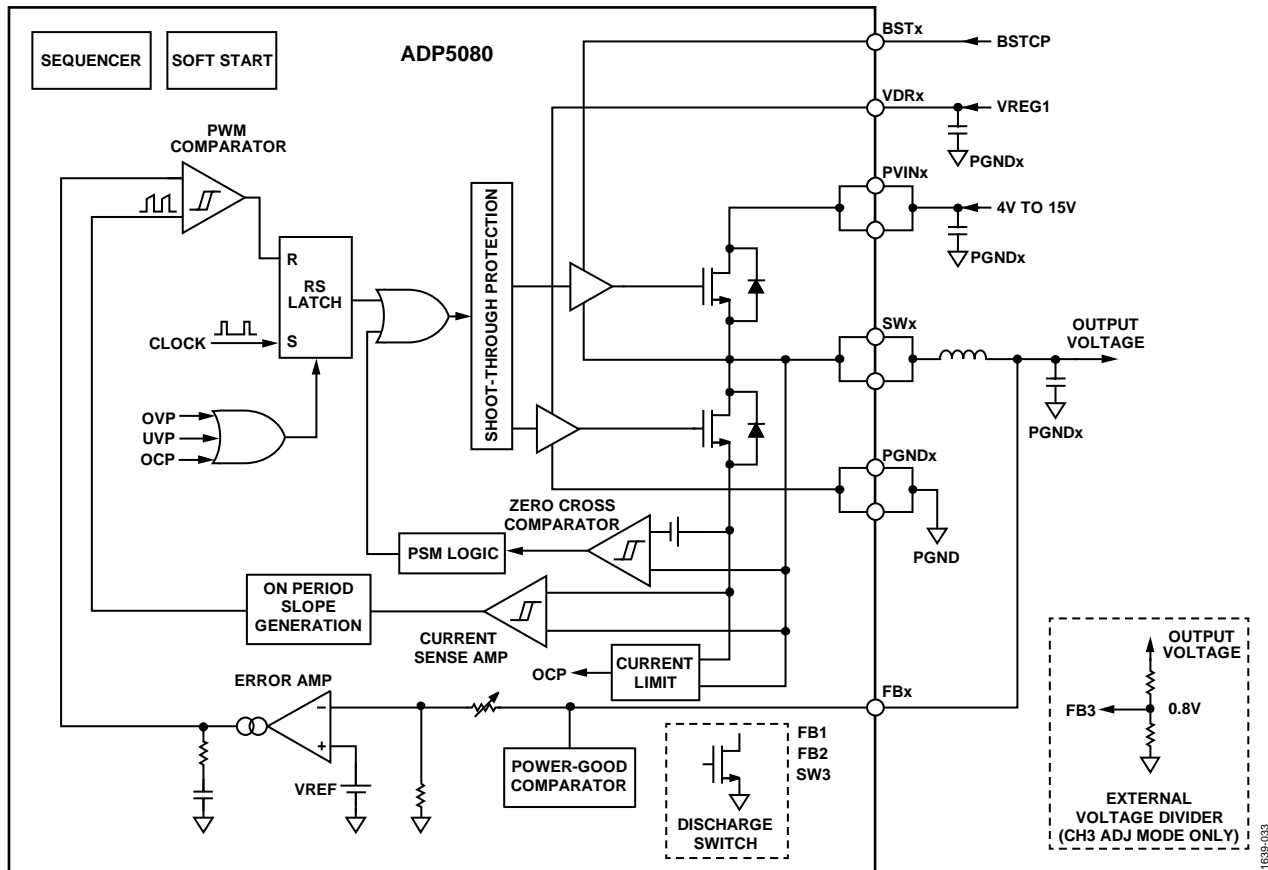 ADP5080
SEQUENCER
SOFT START
BSTx
BSTCP
VDRx
VREG1
PGNDx
PWM
COMPARATOR
PVINx
4V TO 15V
PGNDx
R
RS
LATCH
S
CLOCK
SHOOT-THROUGH PROTECTION
SWx
OUTPUT
VOLTAGE
PGNDx
OVP
UVP
OCP
PGNDx
PGND
ZERO CROSS
COMPARATOR
PSM LOGIC
ON PERIOD
SLOPE
GENERATION
CURRENT
SENSE AMP
OCP
CURRENT
LIMIT
ERROR AMP
FBx
−
+
VREF
POWER-GOOD
COMPARATOR
FB1
FB2
SW3
DISCHARGE
SWITCH
OUTPUT
VOLTAGE
FB3
0.8V
EXTERNAL
VOLTAGE DIVIDER
(CH3 ADJ MODE ONLY)
1639-033